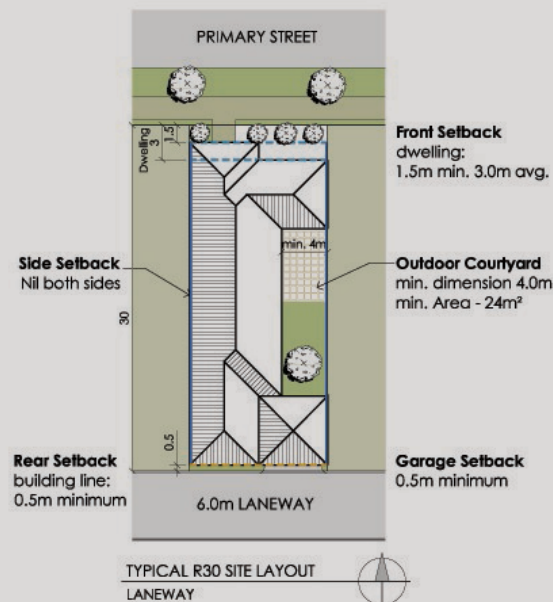 PRIMARY STREET
1.5
3
Dwelling
Front Setback
dwelling:
1.5m min. 3.0m avg.
min. 4m
Side Setback
Nil both sides
Outdoor Courtyard
min. dimension 4.0m
min. Area - 24m²
30
0.5
Rear Setback
building line:
0.5m minimum
Garage Setback
0.5m minimum
6.0m LANEWAY
TYPICAL R30 SITE LAYOUT
LANEWAY